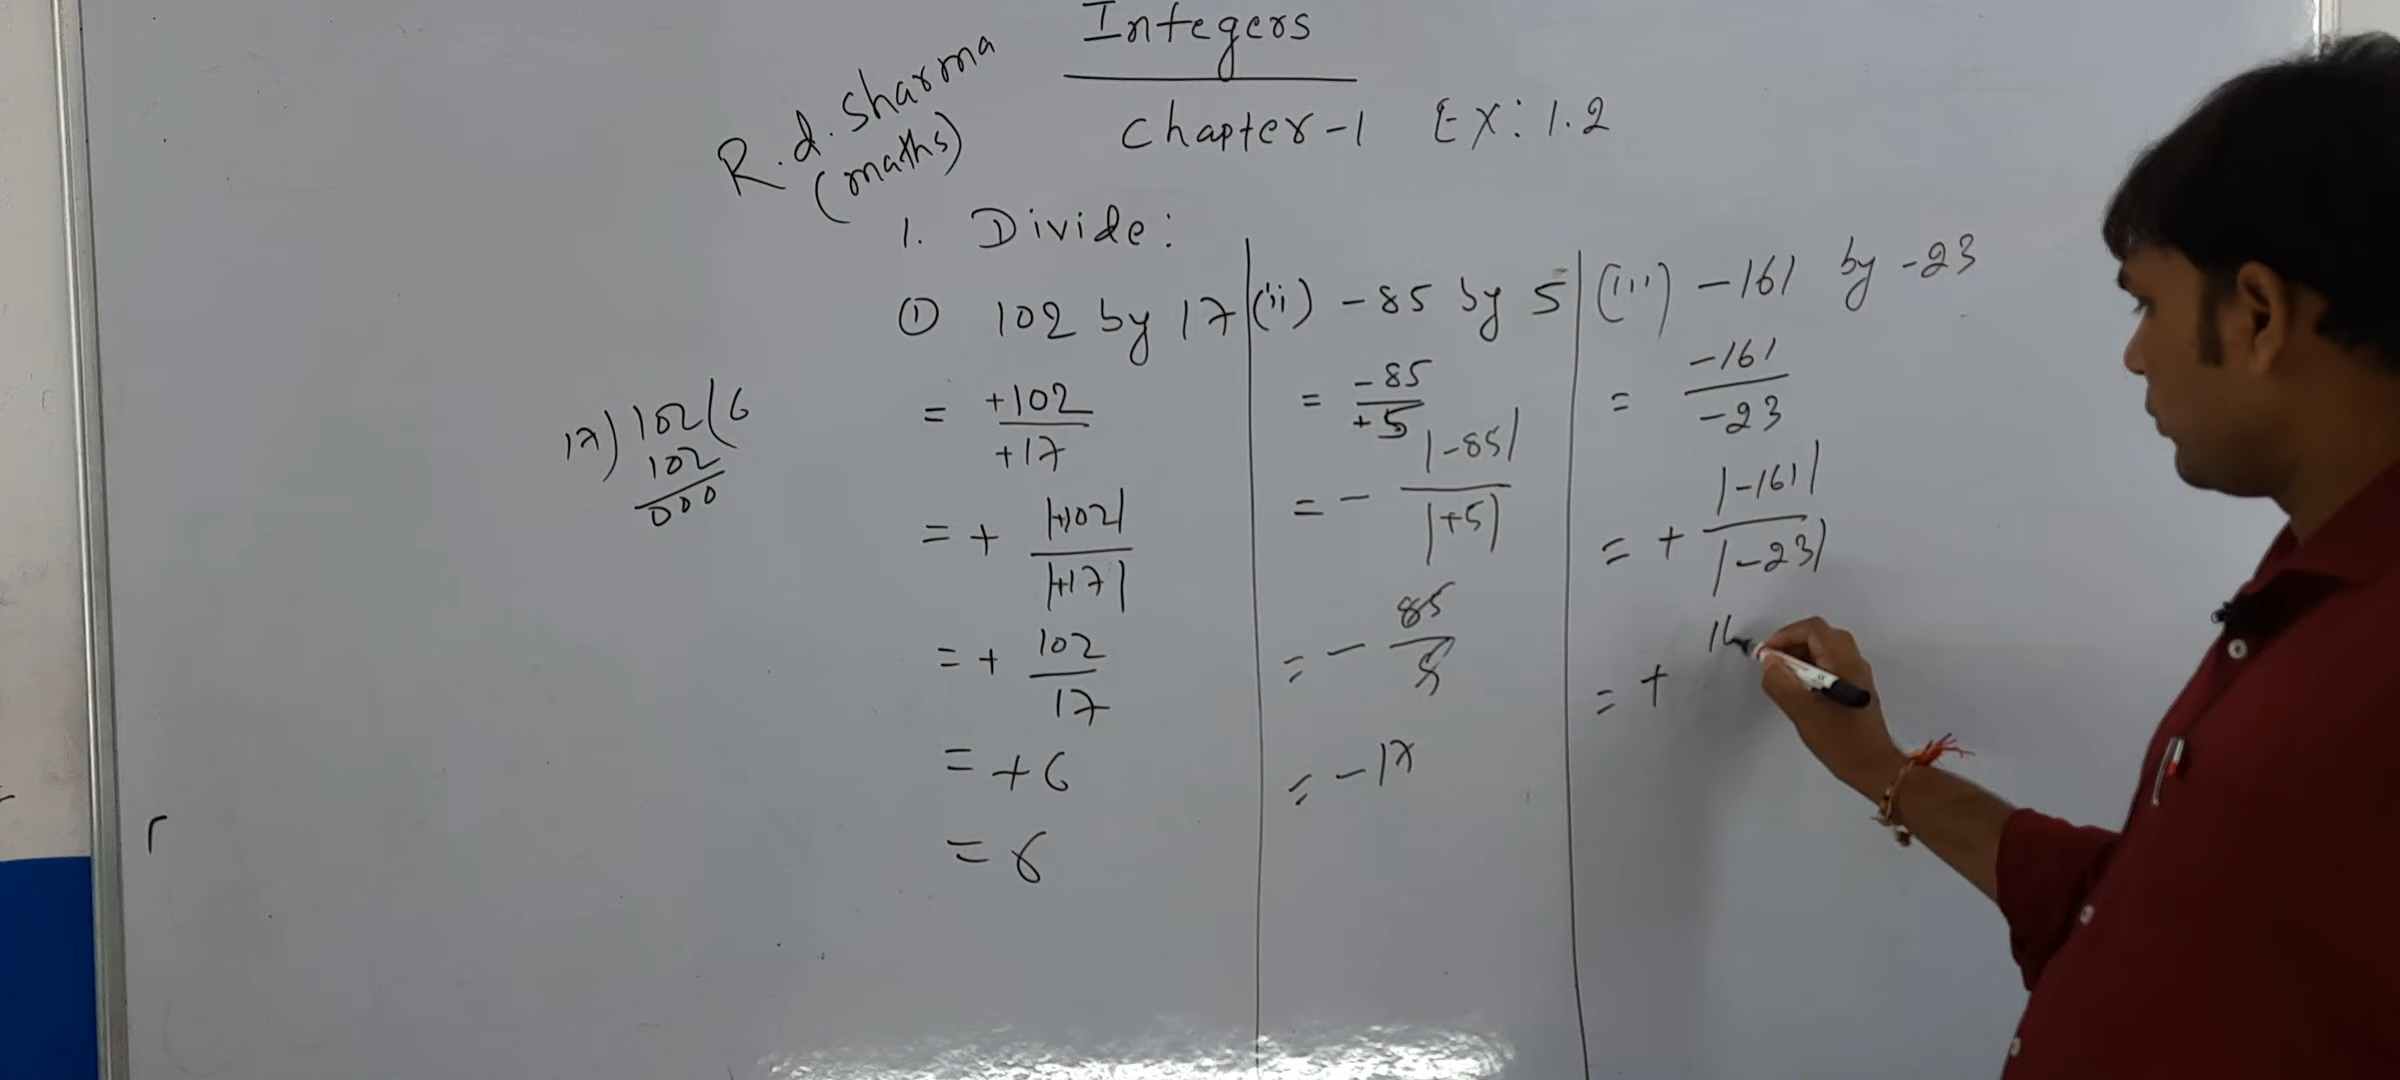 Integers
R.d. Sharma
(maths)
Chapter-1 EX: 1.2
1. Divide:
① 102 by 17
17) 102 (6
102
000
= +102 / +17
= + |+102| / |+17|
= + 102 / 17
= +6
= 6
(ii) -85 by 5
= -85 / +5
= - |-85| / |+5|
= - 85 / 5
= -17
(iii) -161 by -23
= -161 / -23
= + |-161| / |-23|
= + 16